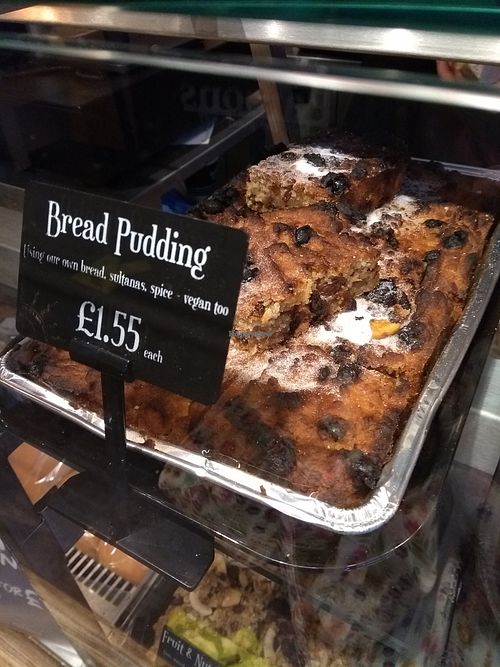 Bread Pudding
Using our own bread, sultanas, spice - vegan too
£1.55 each
Fruit & Nut